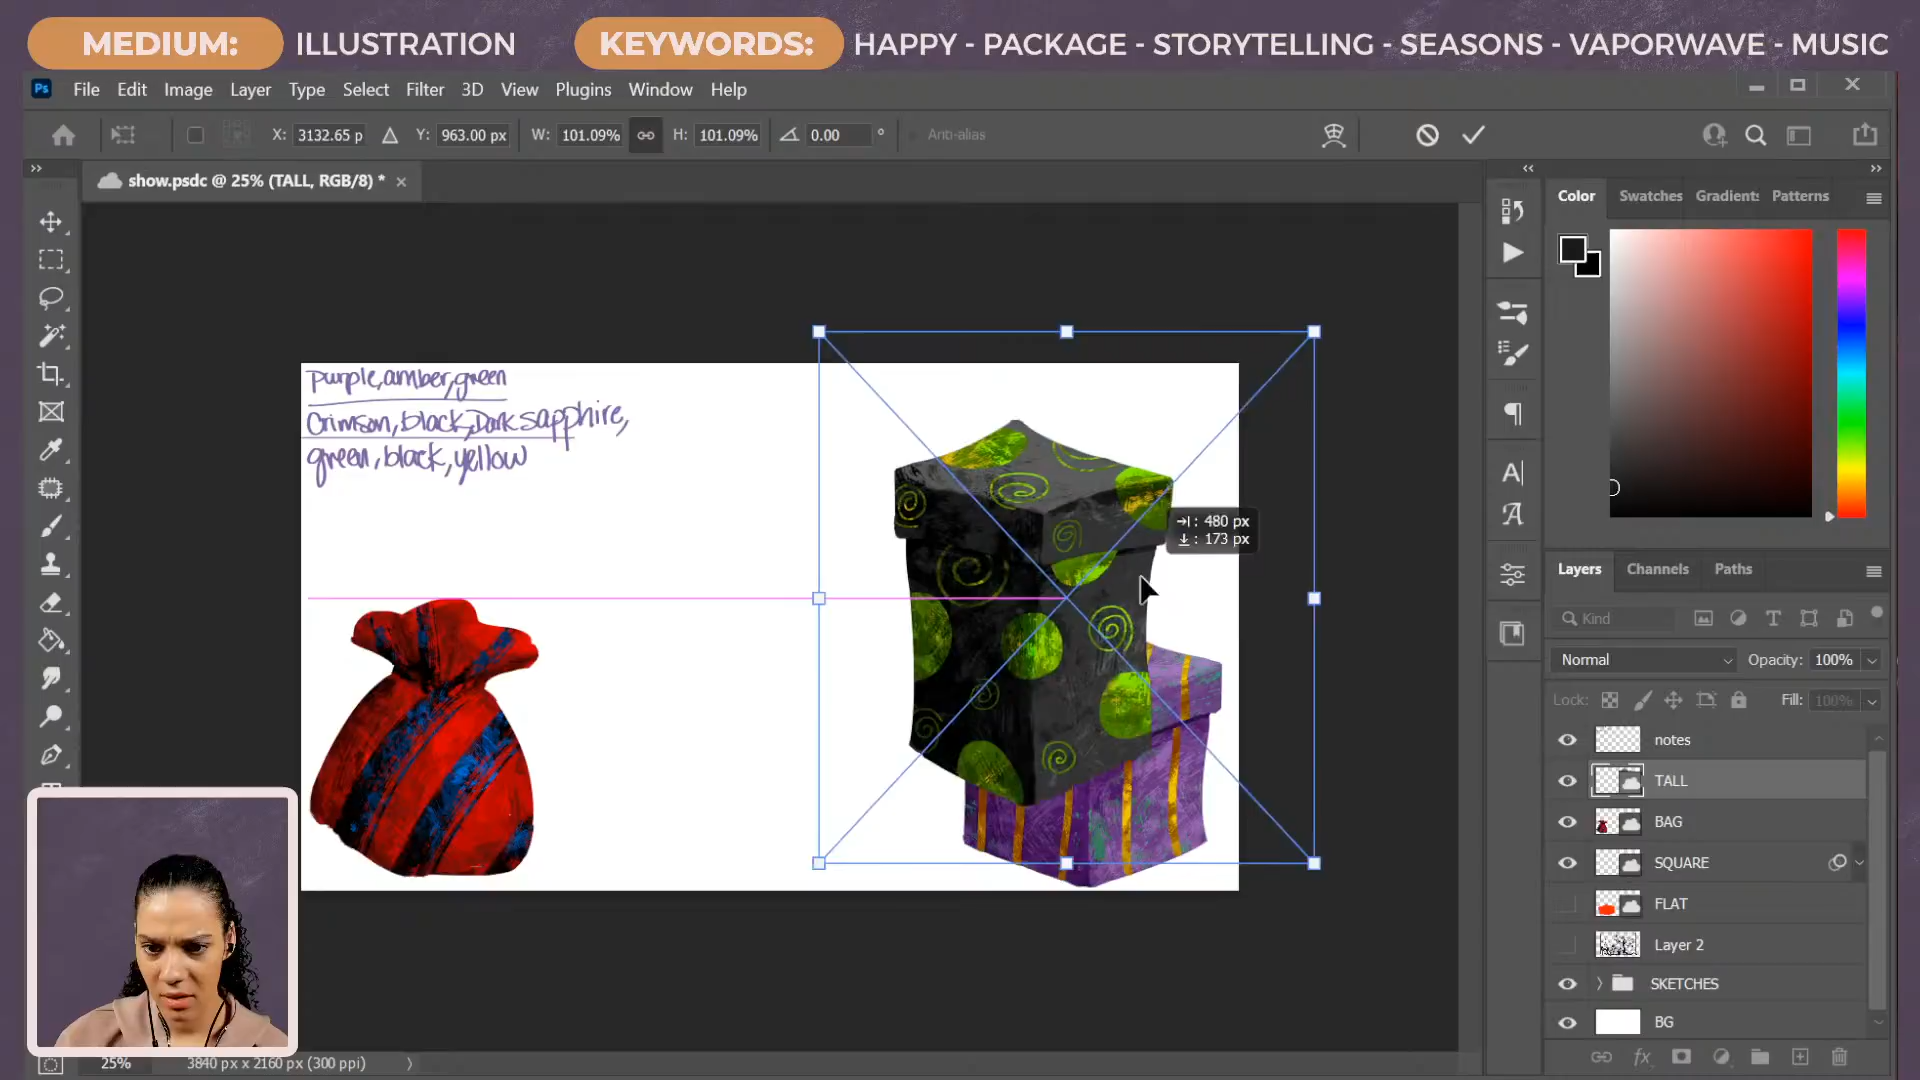 MEDIUM: ILLUSTRATION KEYWORDS: HAPPY - PACKAGE - STORYTELLING - SEASONS - VAPORWAVE - MUSIC
Ps File Edit Image Layer Type Select Filter 3D View Plugins Window Help
X: 3132.65 p Y: 963.00 px W: 101.09% H: 101.09% 0.00 ° Anti-alias
show.psdc @ 25% (TALL, RGB/8) *
Color Swatches Gradients Patterns
purple, amber, green
Crimson, black, Dark sapphire,
green, black, yellow
: 480 px
: 173 px
Layers Channels Paths
Kind
Normal Opacity: 100%
Lock: Fill: 100%
notes
TALL
BAG
SQUARE
FLAT
Layer 2
SKETCHES
BG
fx
25% 3840 px x 2160 px (300 ppi)